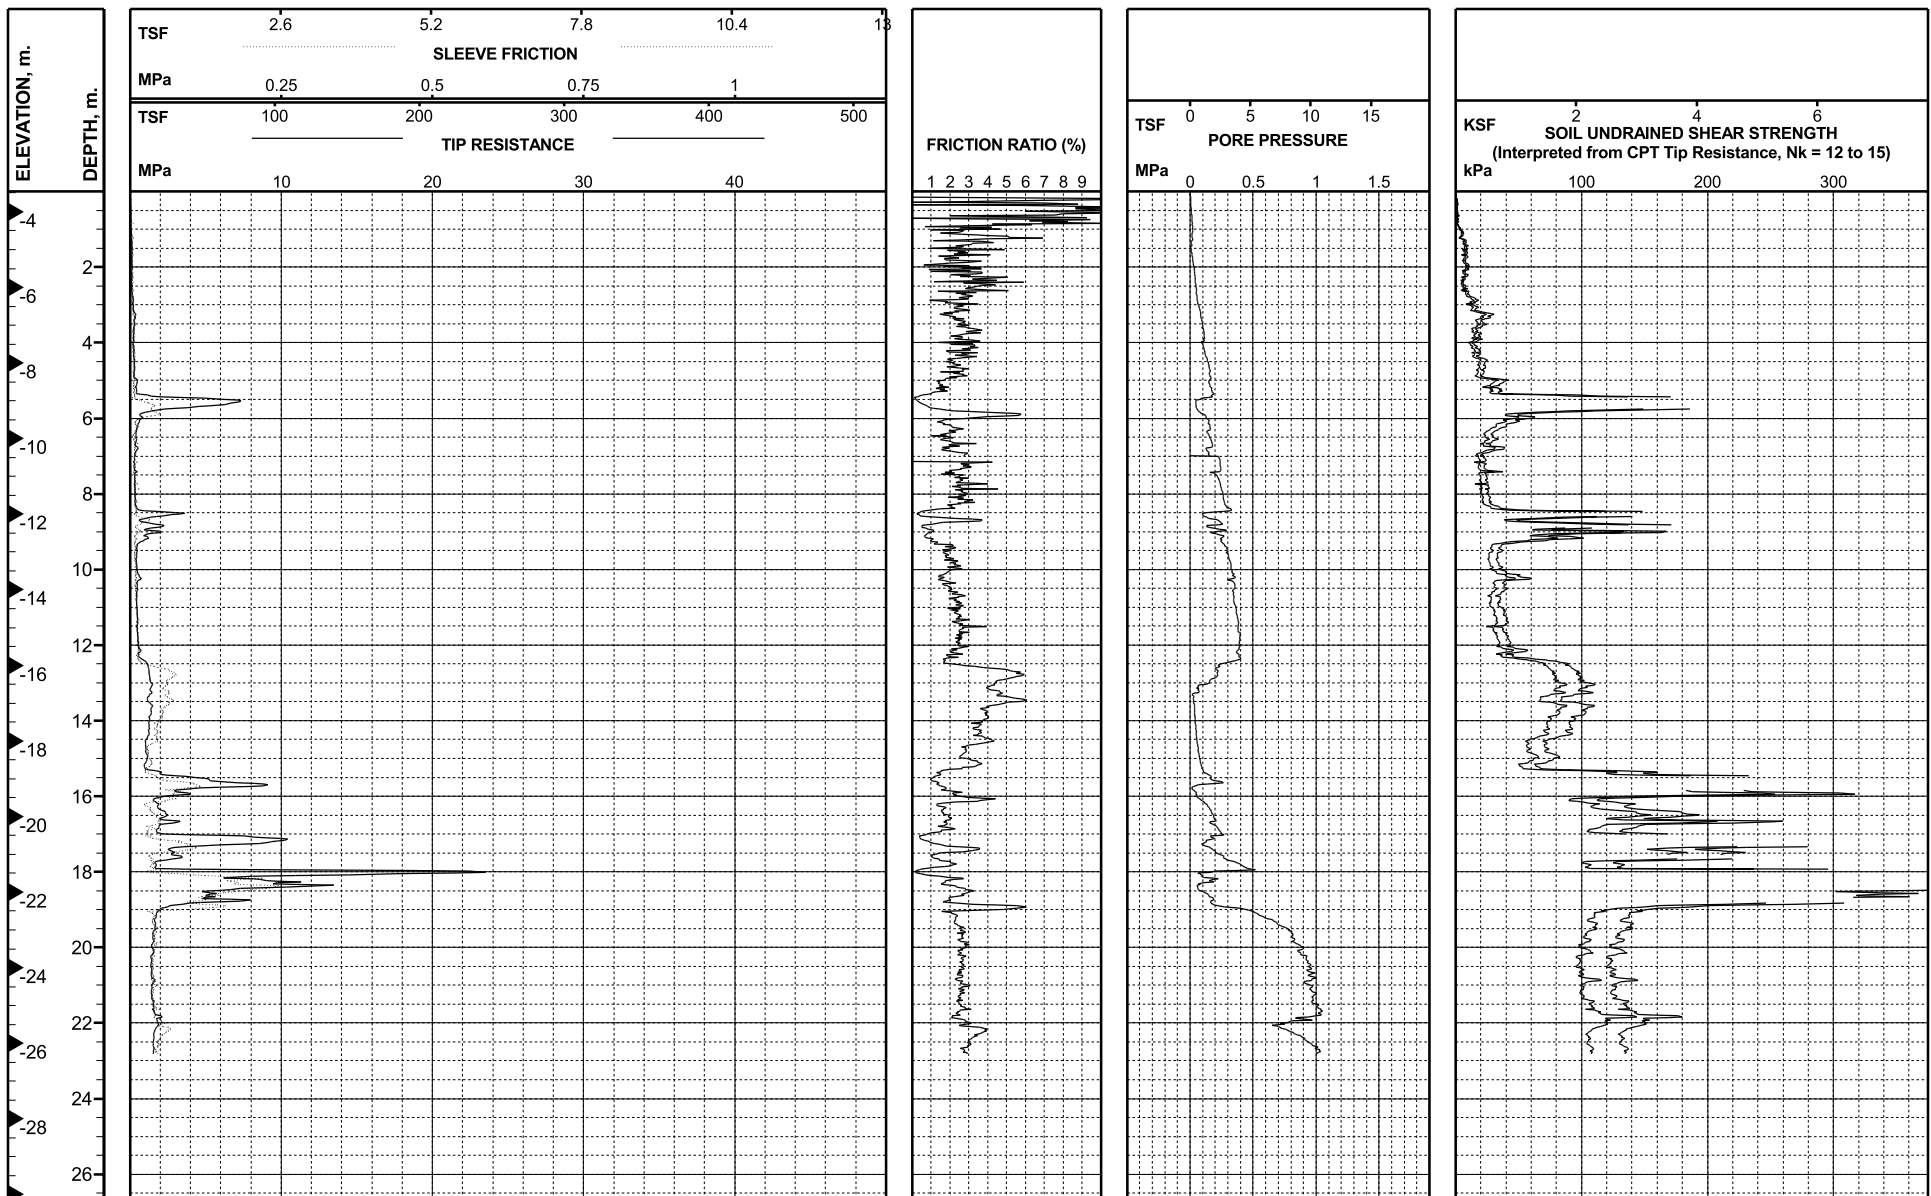 ELEVATION, m.
DEPTH, m.
TSF 2.6 5.2 7.8 10.4 13
SLEEVE FRICTION
MPa 0.25 0.5 0.75 1
TSF 100 200 300 400 500
TIP RESISTANCE
MPa 10 20 30 40
FRICTION RATIO (%)
1 2 3 4 5 6 7 8 9
TSF 0 5 10 15
PORE PRESSURE
MPa 0 0.5 1 1.5
KSF 2 4 6
SOIL UNDRAINED SHEAR STRENGTH
(Interpreted from CPT Tip Resistance, Nk = 12 to 15)
kPa 100 200 300
-4
2
-6
4
-8
6
-10
8
-12
10
-14
12
-16
14
-18
16
-20
18
-22
20
-24
22
-26
24
-28
26